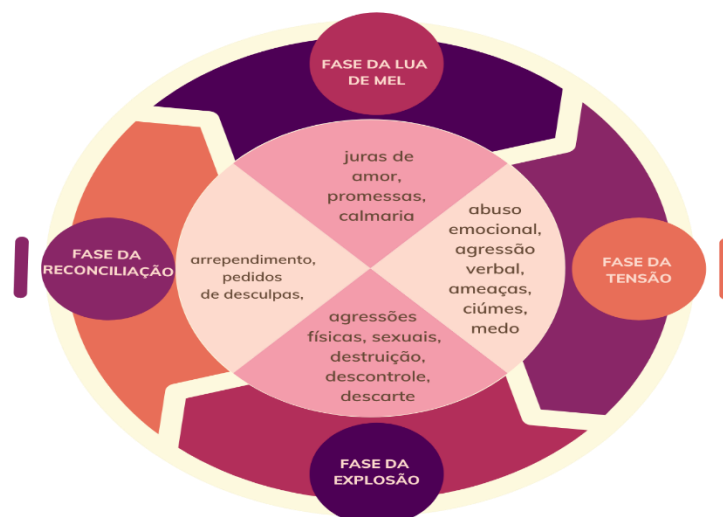 FASE DA LUA
DE MEL
juras de
amor,
promessas,
calmaria
abuso
emocional,
agressão
verbal,
ameaças,
ciúmes,
medo
FASE DA
TENSÃO
agressões
físicas, sexuais,
destruição,
descontrole,
descarte
FASE DA
EXPLOSÃO
arrependimento,
pedidos
de desculpas,
FASE DA
RECONCILIAÇÃO